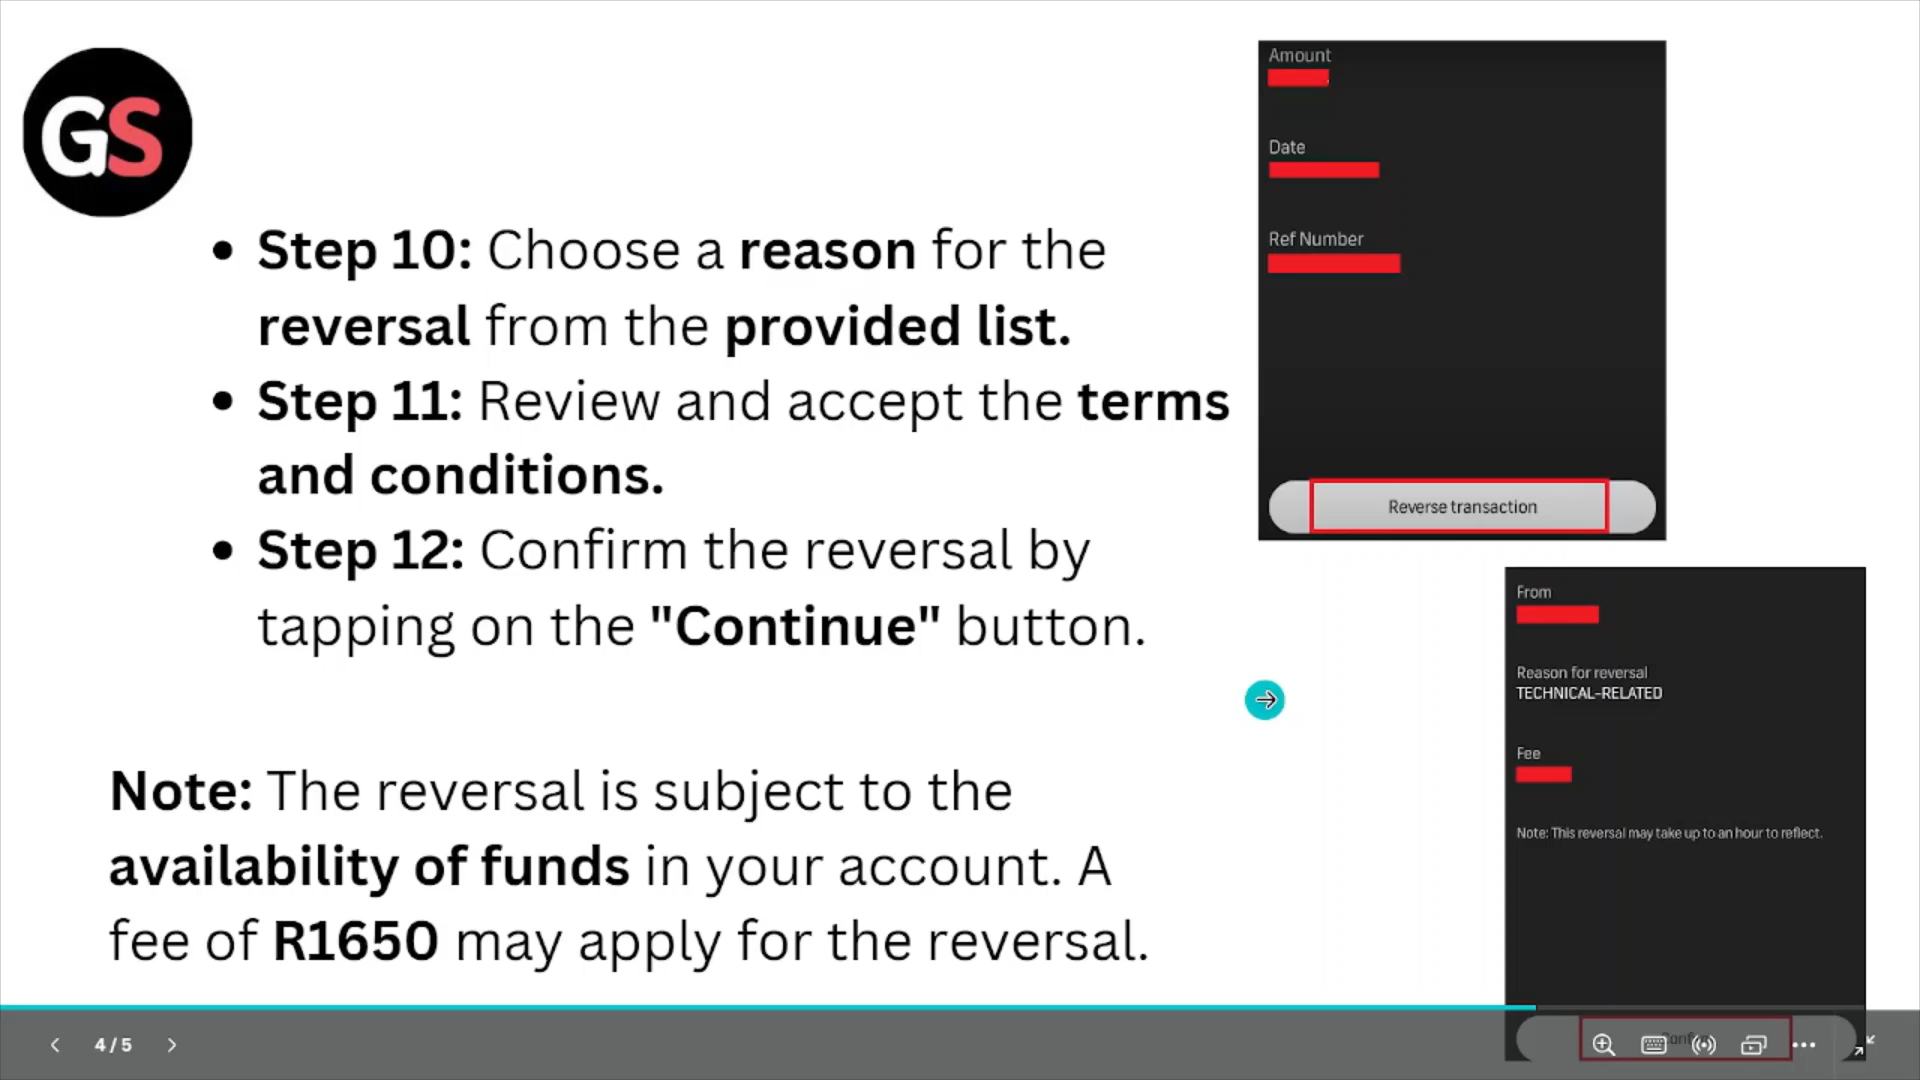 GS
Step 10: Choose a reason for the
reversal from the provided list.
Step 11: Review and accept the terms
and conditions.
Step 12: Confirm the reversal by
tapping on the "Continue" button.
Note: The reversal is subject to the
availability of funds in your account. A
fee of R1650 may apply for the reversal.
Amount
Date
Ref Number
Reverse transaction
From
Reason for reversal
TECHNICAL-RELATED
Fee
Note: This reversal may take up to an hour to reflect.
4 / 5